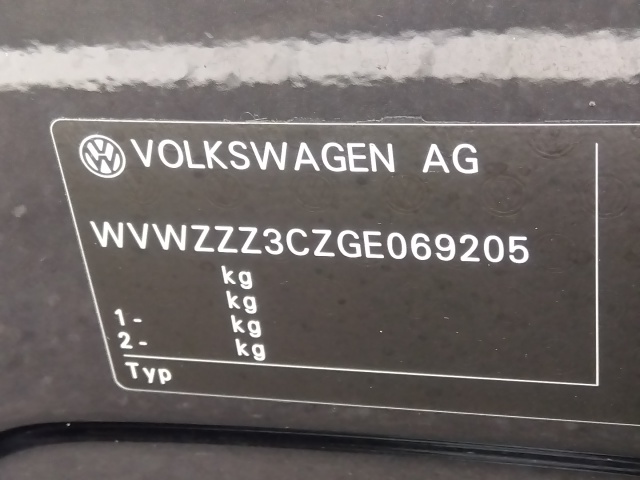 VOLKSWAGEN AG
WVWZZZ3CZGE069205
kg
kg
1- kg
2- kg
Typ